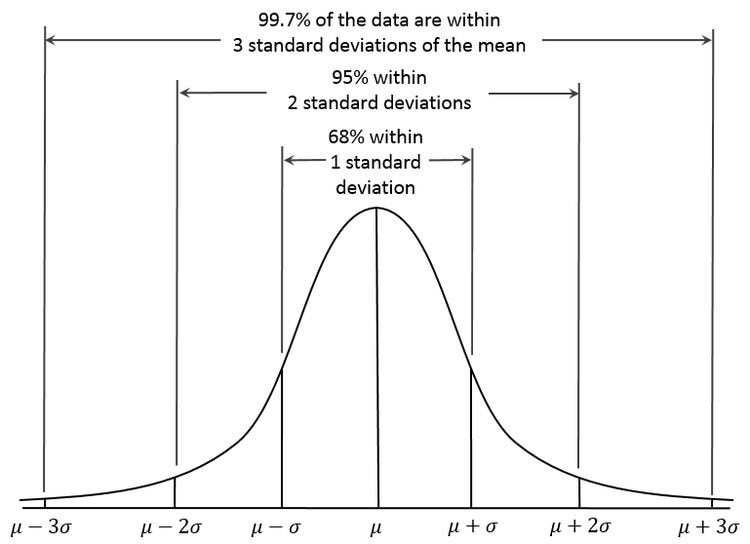 99.7% of the data are within
3 standard deviations of the mean
95% within
2 standard deviations
68% within
1 standard
deviation
μ − 3σ
μ − 2σ
μ − σ
μ
μ + σ
μ + 2σ
μ + 3σ